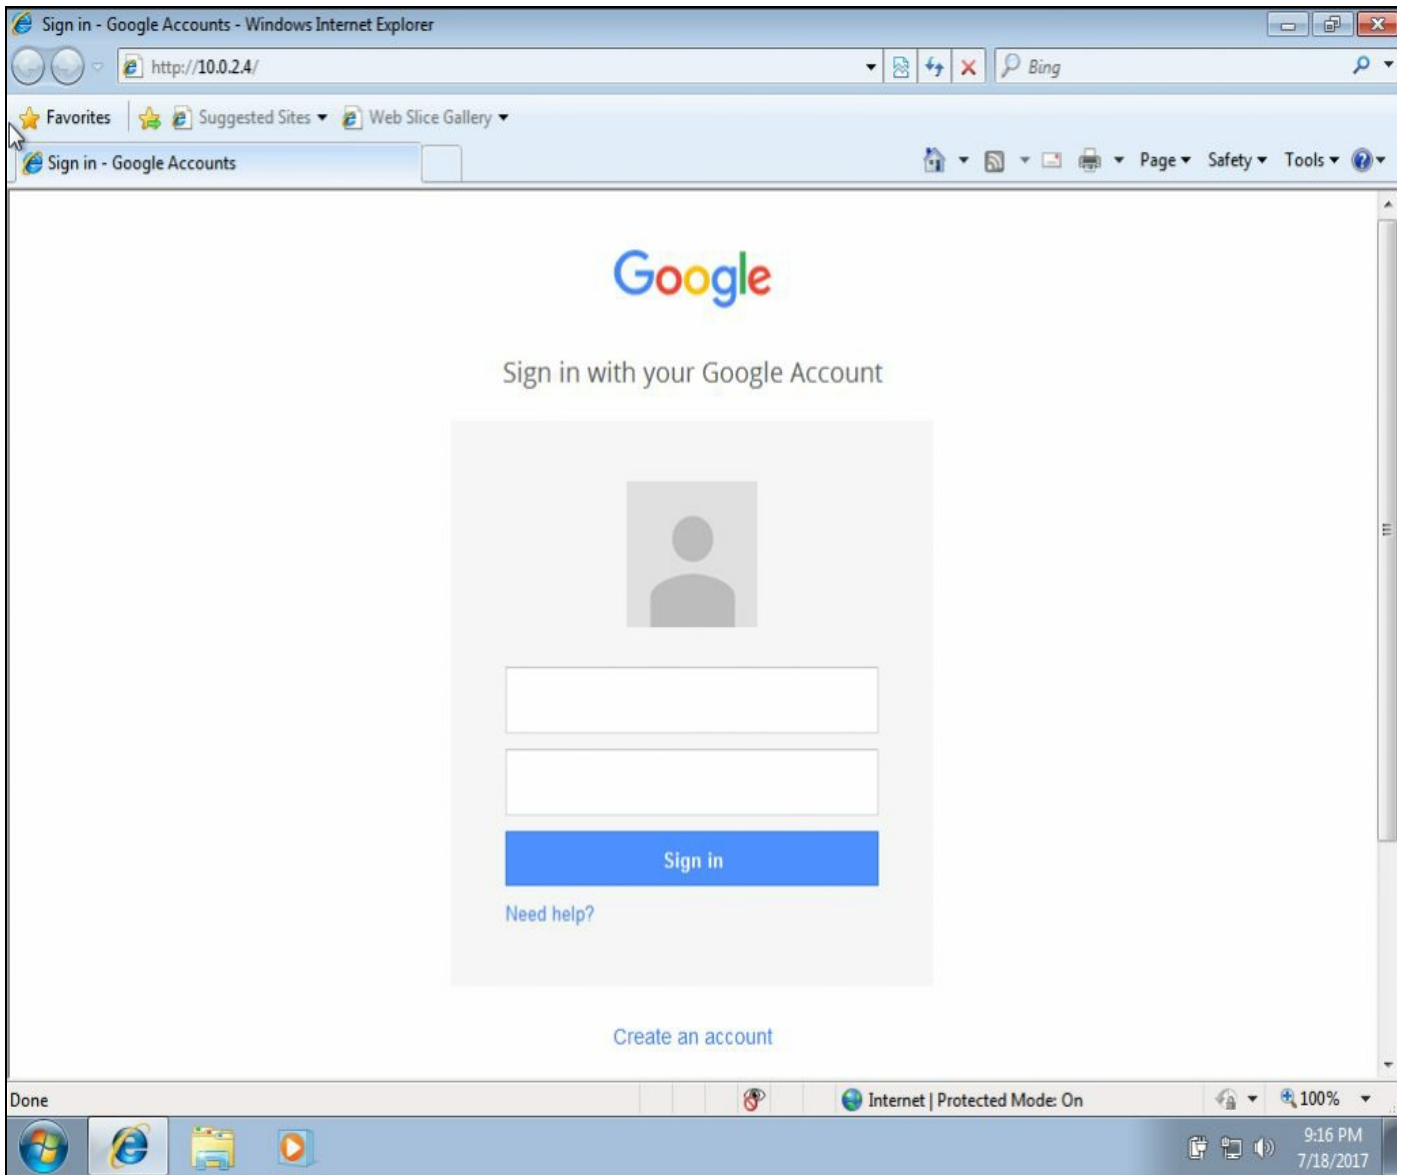 Sign in - Google Accounts - Windows Internet Explorer
http://10.0.2.4/
Bing
Favorites Suggested Sites Web Slice Gallery
Sign in - Google Accounts
Page Safety Tools
Google
Sign in with your Google Account
Sign in
Need help?
Create an account
Done
Internet | Protected Mode: On
100%
9:16 PM
7/18/2017